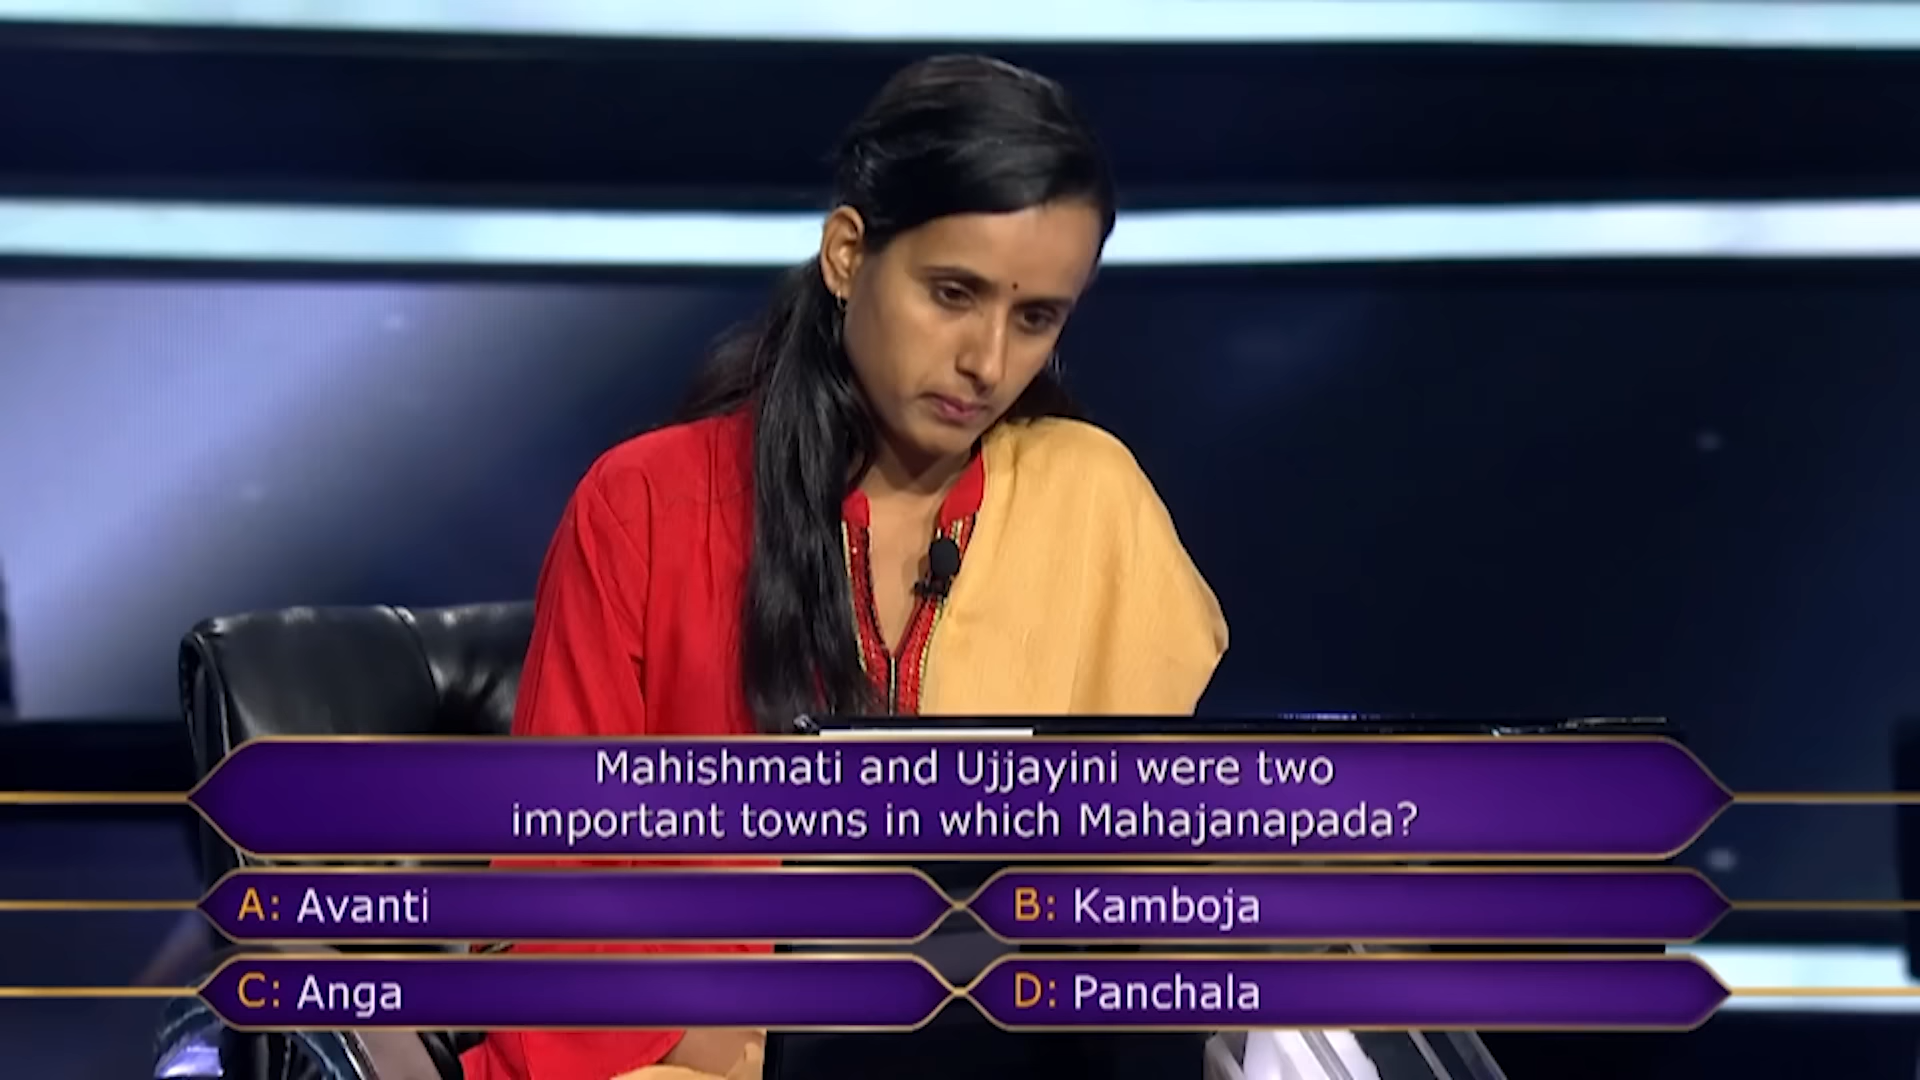 Mahishmati and Ujjayini were two
important towns in which Mahajanapada?
A: Avanti
B: Kamboja
C: Anga
D: Panchala